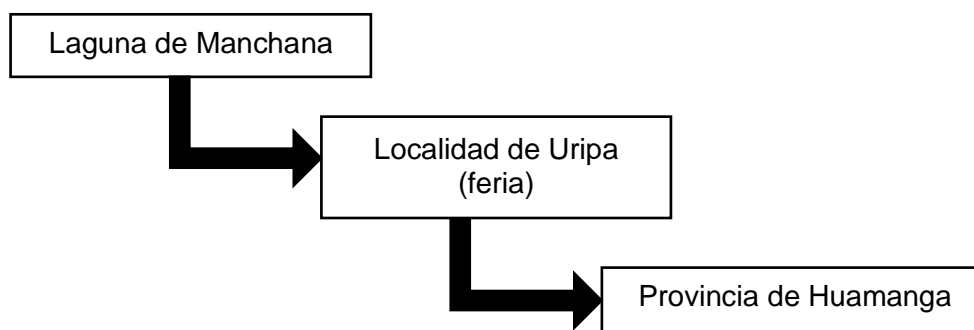 Laguna de Manchana
Localidad de Uripa
(feria)
Provincia de Huamanga